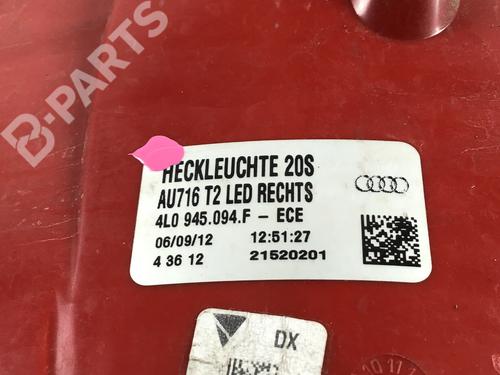 B-PARTS
HECKLEUCHTE 20S
AU716 T2 LED RECHTS
4L0 945.094.F - ECE
06/09/12 12:51:27
4 36 12 21520201
DX